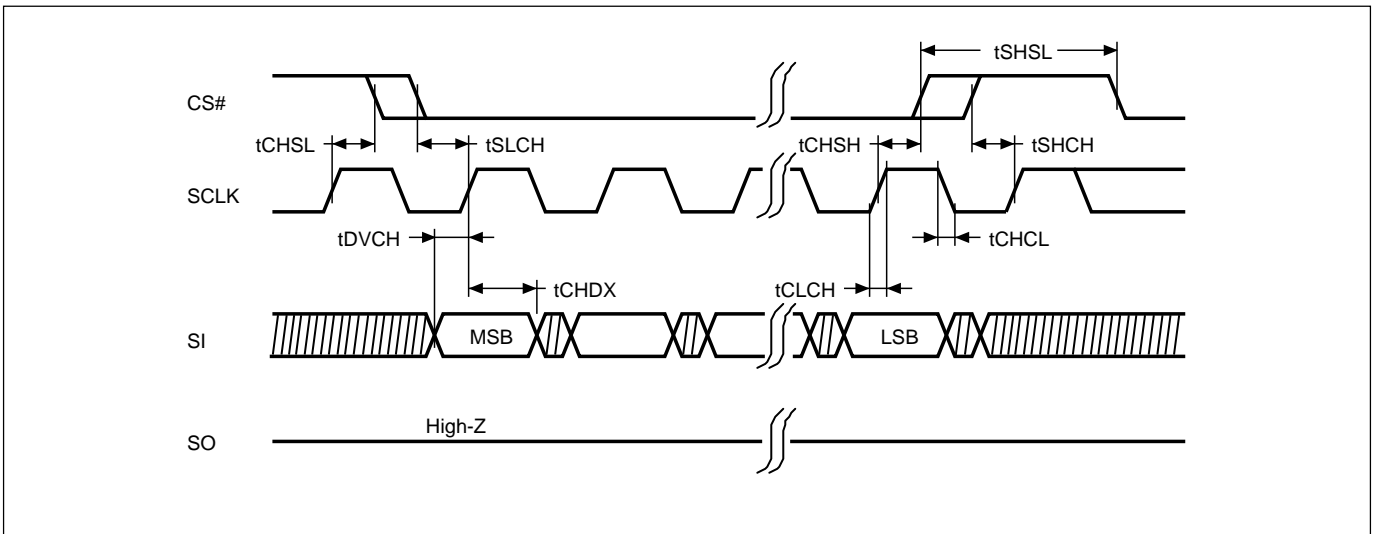 tSHSL
CS#
tCHSL
tSLCH
tCHSH
tSHCH
SCLK
tDVCH
tCHCL
tCHDX
tCLCH
SI
MSB
LSB
High-Z
SO